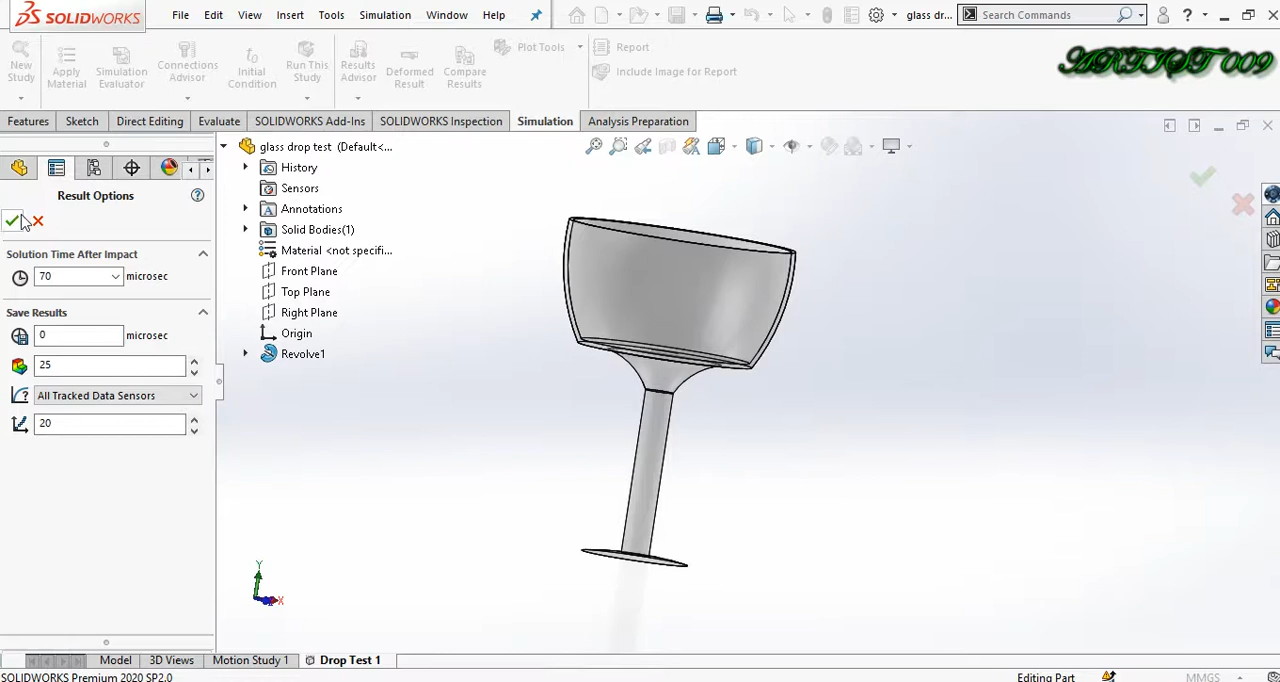 SOLIDWORKS File Edit View Insert Tools Simulation Window Help glass dr... Search Commands
New Study
Apply Material
Simulation Evaluator
Connections Advisor
Initial Condition
Run This Study
Results Advisor
Deformed Result
Compare Results
Plot Tools
Report
Include Image for Report
ARTIST 009
Features Sketch Direct Editing Evaluate SOLIDWORKS Add-Ins SOLIDWORKS Inspection Simulation Analysis Preparation
Result Options
Solution Time After Impact
70 microsec
Save Results
0 microsec
25
All Tracked Data Sensors
20
glass drop test (Default<...
History
Sensors
Annotations
Solid Bodies(1)
Material <not specifi...
Front Plane
Top Plane
Right Plane
Origin
Revolve1
Y
X
Model 3D Views Motion Study 1 Drop Test 1
SOLIDWORKS Premium 2020 SP2.0 Editing Part MMGS